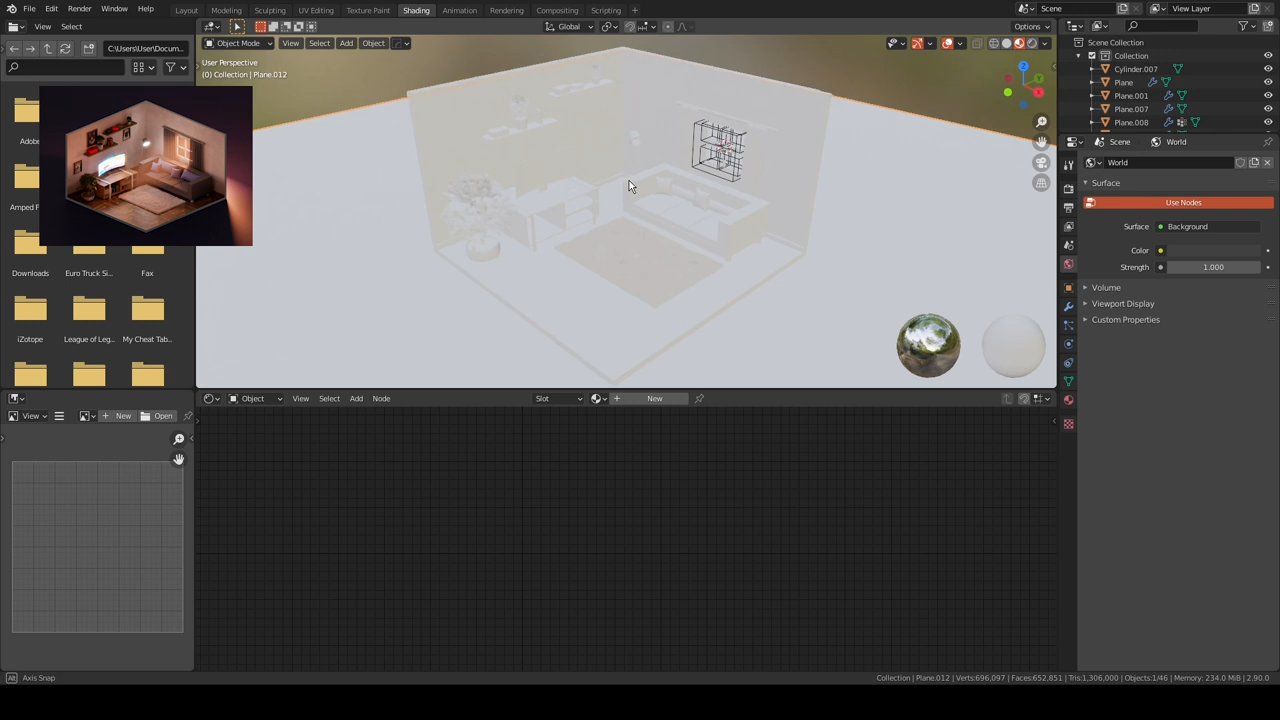 File Edit Render Window Help Layout Modeling Sculpting UV Editing Texture Paint Shading Animation Rendering Compositing Scripting Scene View Layer
View Select Global Options
C:\Users\User\Docum... Object Mode View Select Add Object Scene Collection
User Perspective Collection
(0) Collection | Plane.012 Cylinder.007
Plane
Plane.001
Plane.007
Plane.008
Adob
Scene World
World
Amped F
Surface
Use Nodes
Surface Background
Color
Downloads Euro Truck Si... Fax
Strength 1.000
Volume
Viewport Display
Custom Properties
iZotope League of Leg... My Cheat Tab...
Object View Select Add Node Slot New
View New Open
Axis Snap Collection | Plane.012 | Verts:696,097 | Faces:652,851 | Tris:1,306,000 | Objects:1/46 | Memory: 234.0 MiB | 2.90.0